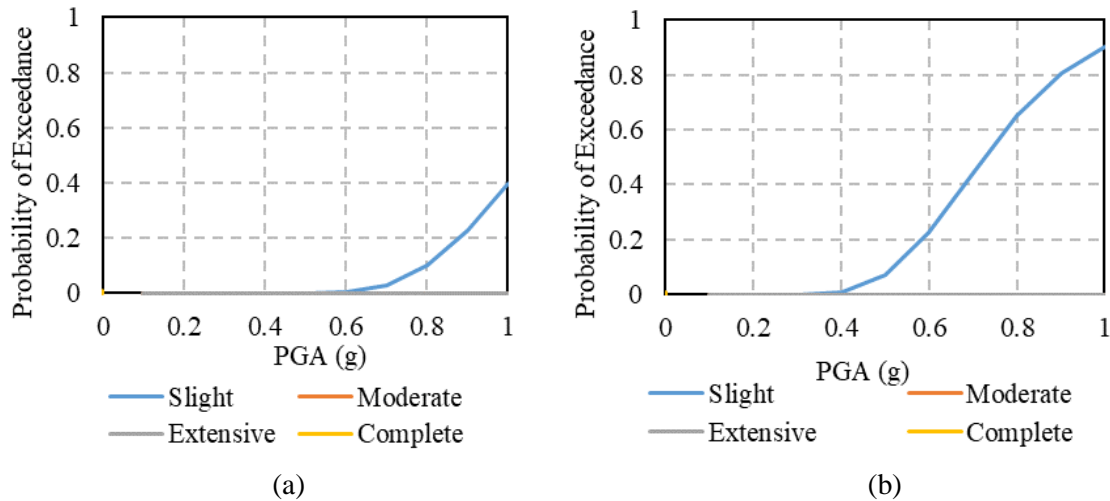 Probability of Exceedance
1
0.8
0.6
0.4
0.2
0
0 0.2 0.4 0.6 0.8 1
PGA (g)
Slight Moderate
Extensive Complete
(a)
Probability of Exceedance
1
0.8
0.6
0.4
0.2
0
0 0.2 0.4 0.6 0.8 1
PGA (g)
Slight Moderate
Extensive Complete
(b)